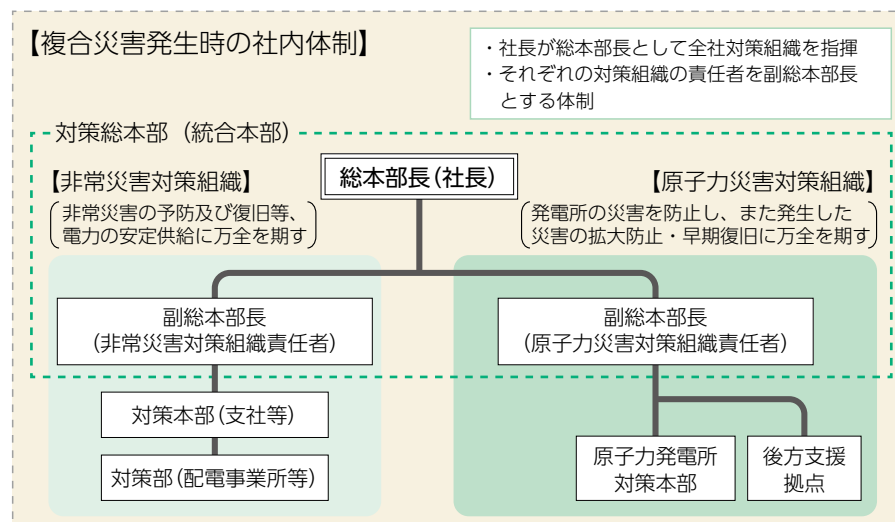 【複合災害発生時の社内体制】
・社長が総本部長として全社対策組織を指揮
・それぞれの対策組織の責任者を副総本部長
とする体制
対策総本部（統合本部）
総本部長（社長）
【非常災害対策組織】
非常災害の予防及び復旧等、
電力の安定供給に万全を期す
【原子力災害対策組織】
発電所の災害を防止し、また発生した
災害の拡大防止・早期復旧に万全を期す
副総本部長
（非常災害対策組織責任者）
対策本部（支社等）
対策部（配電事業所等）
副総本部長
（原子力災害対策組織責任者）
原子力発電所
対策本部
後方支援
拠点